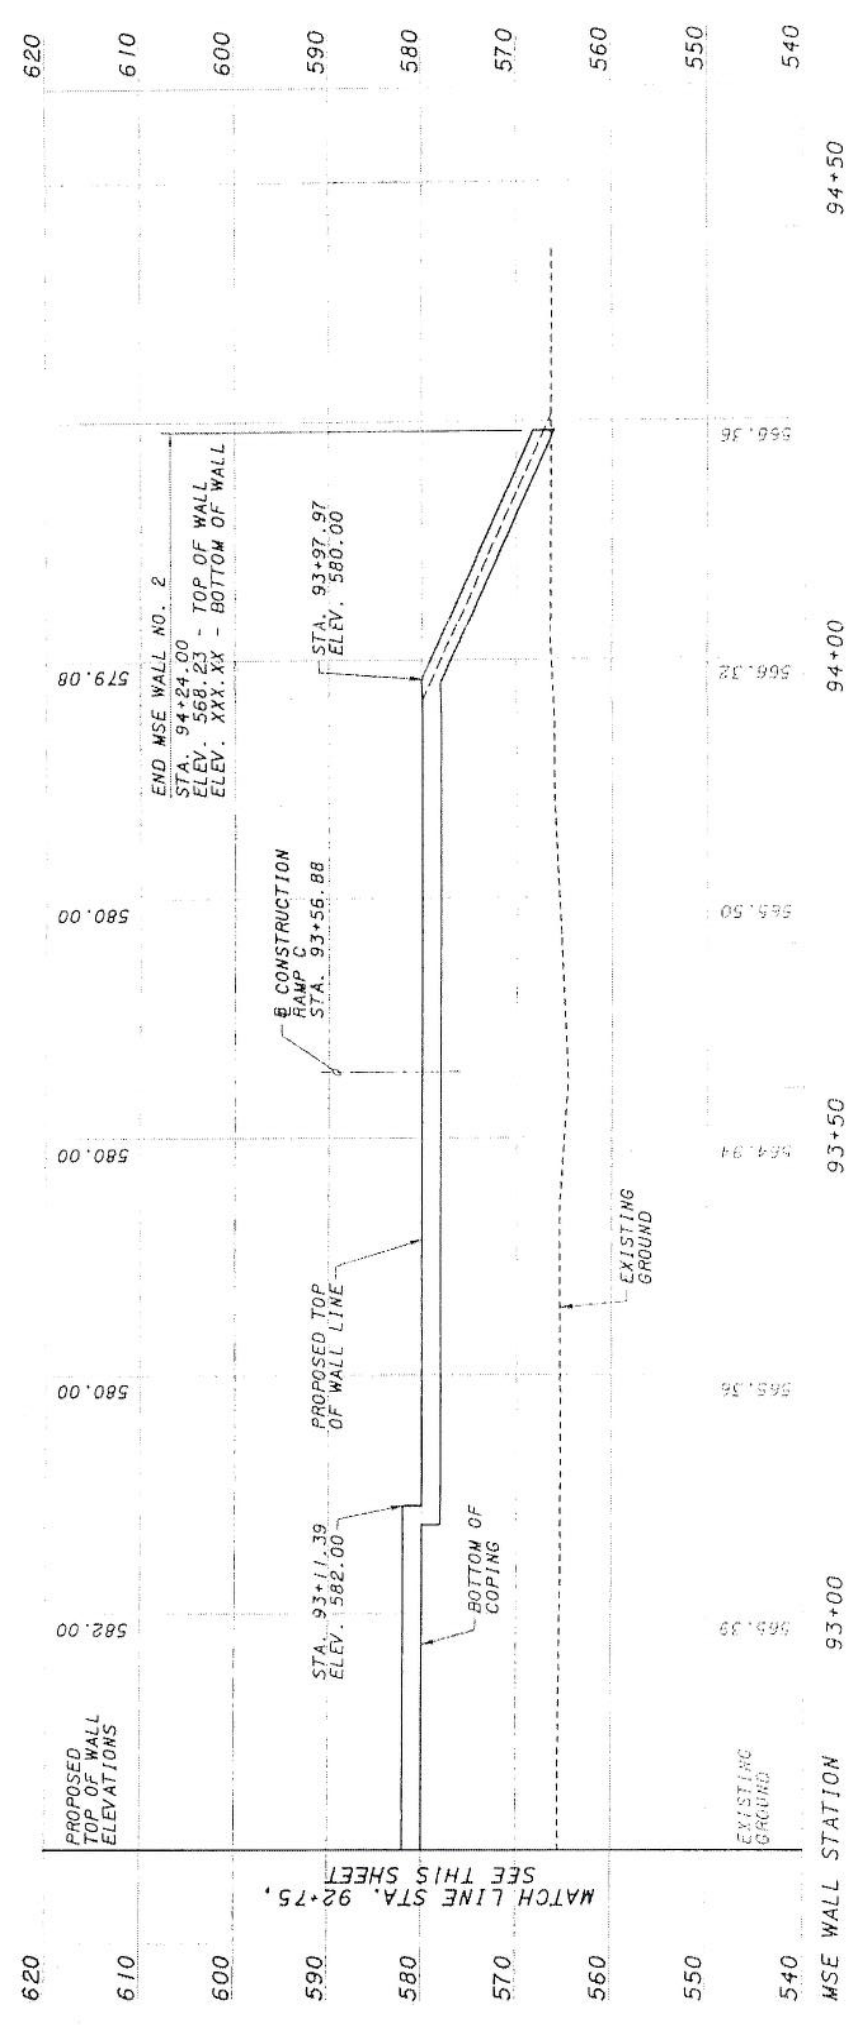 620
610
600
590
580
570
560
550
540
620
610
600
590
580
570
560
550
540
PROPOSED
TOP OF WALL
ELEVATIONS
582.00
580.00
580.00
580.00
579.08
END MSE WALL NO. 2
STA. 94+24.00
ELEV. 568.23 - TOP OF WALL
ELEV. XXX.XX - BOTTOM OF WALL
MATCH LINE STA. 92+75,
SEE THIS SHEET
STA. 93+11.39
ELEV. 582.00
PROPOSED TOP
OF WALL LINE
℄ CONSTRUCTION
RAMP C
STA. 93+56.88
STA. 93+97.97
ELEV. 580.00
BOTTOM OF
COPING
EXISTING
GROUND
EXISTING
GROUND
565.39
565.36
564.94
565.50
566.32
566.36
MSE WALL STATION
93+00
93+50
94+00
94+50